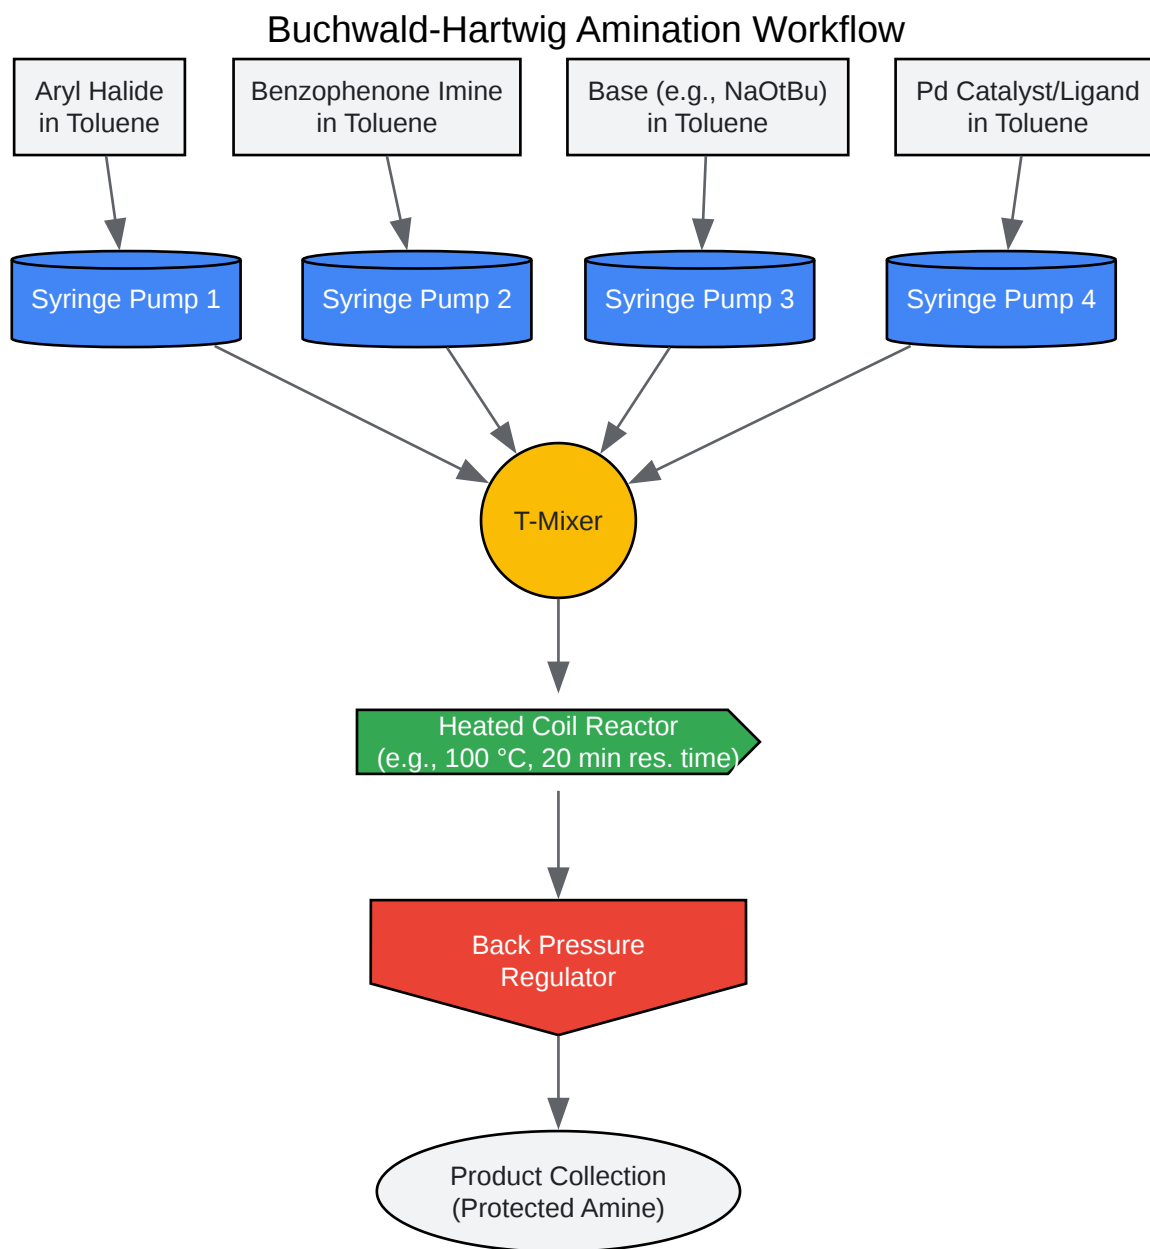 Buchwald-Hartwig Amination Workflow
Aryl Halide
in Toluene
Benzophenone Imine
in Toluene
Base (e.g., NaOtBu)
in Toluene
Pd Catalyst/Ligand
in Toluene
Syringe Pump 1
Syringe Pump 2
Syringe Pump 3
Syringe Pump 4
T-Mixer
Heated Coil Reactor
(e.g., 100 °C, 20 min res. time)
Back Pressure
Regulator
Product Collection
(Protected Amine)